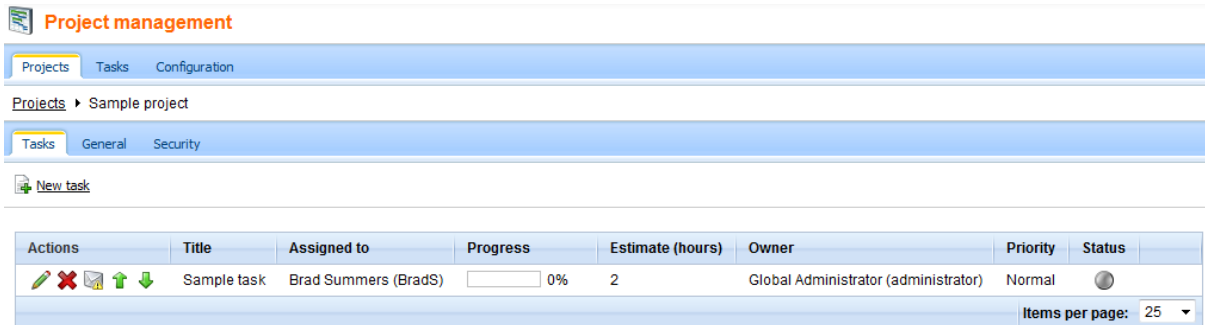 Project management
Projects Tasks Configuration
Projects Sample project
Tasks General Security
New task
Actions Title Assigned to Progress Estimate (hours) Owner Priority Status
Sample task Brad Summers (BradS) 0% 2 Global Administrator (administrator) Normal
Items per page: 25